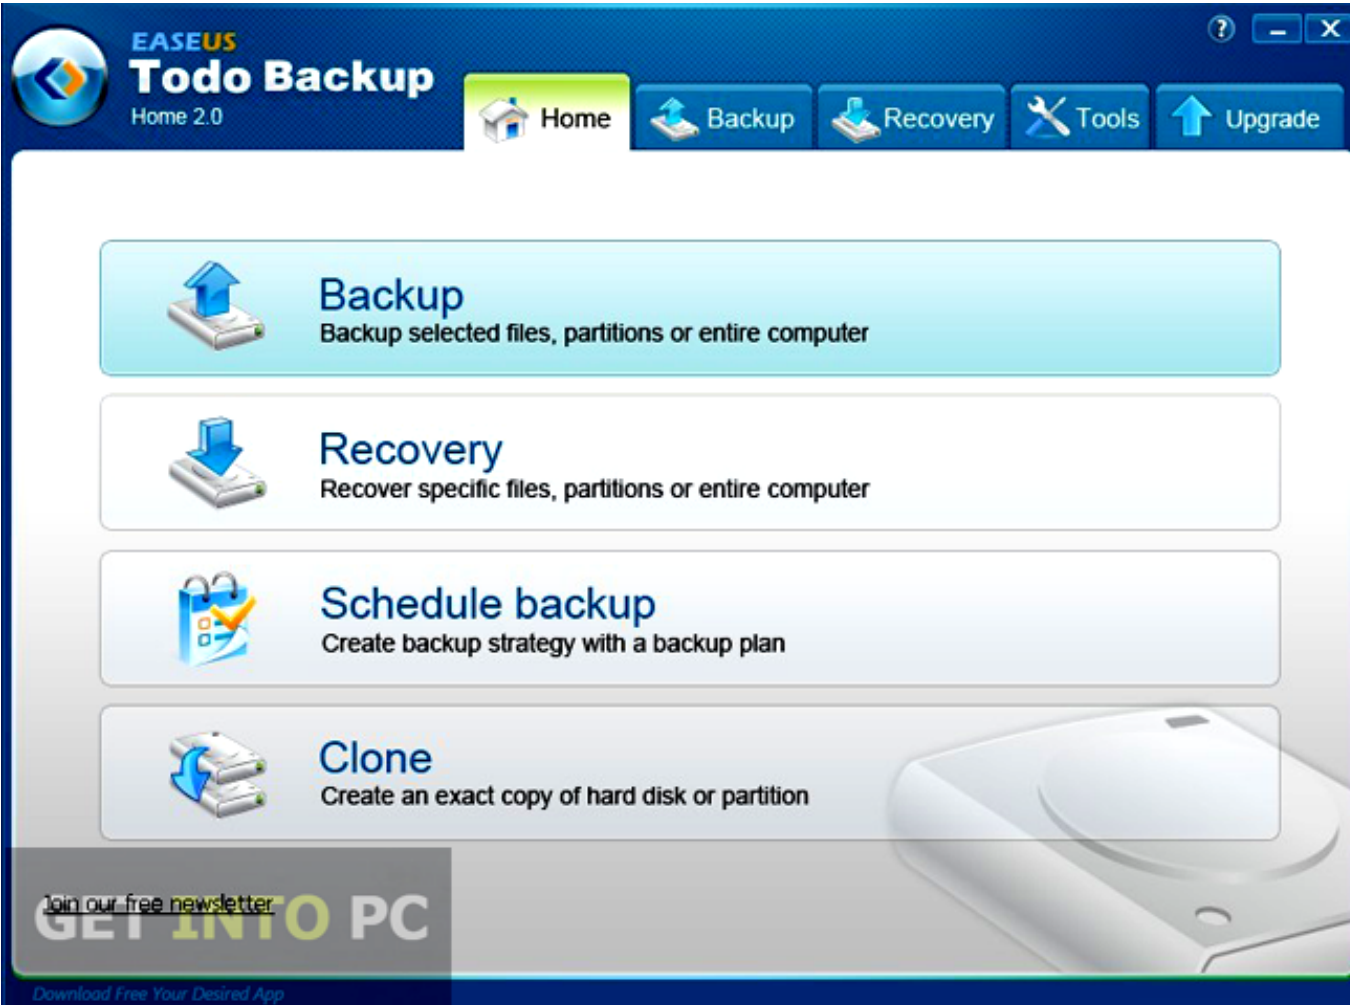 EASEUS
Todo Backup
Home 2.0
?
Home
Backup
Recovery
Tools
Upgrade
Backup
Backup selected files, partitions or entire computer
Recovery
Recover specific files, partitions or entire computer
Schedule backup
Create backup strategy with a backup plan
Clone
Create an exact copy of hard disk or partition
Join our free newsletter
GET INTO PC
Download Free Your Desired App